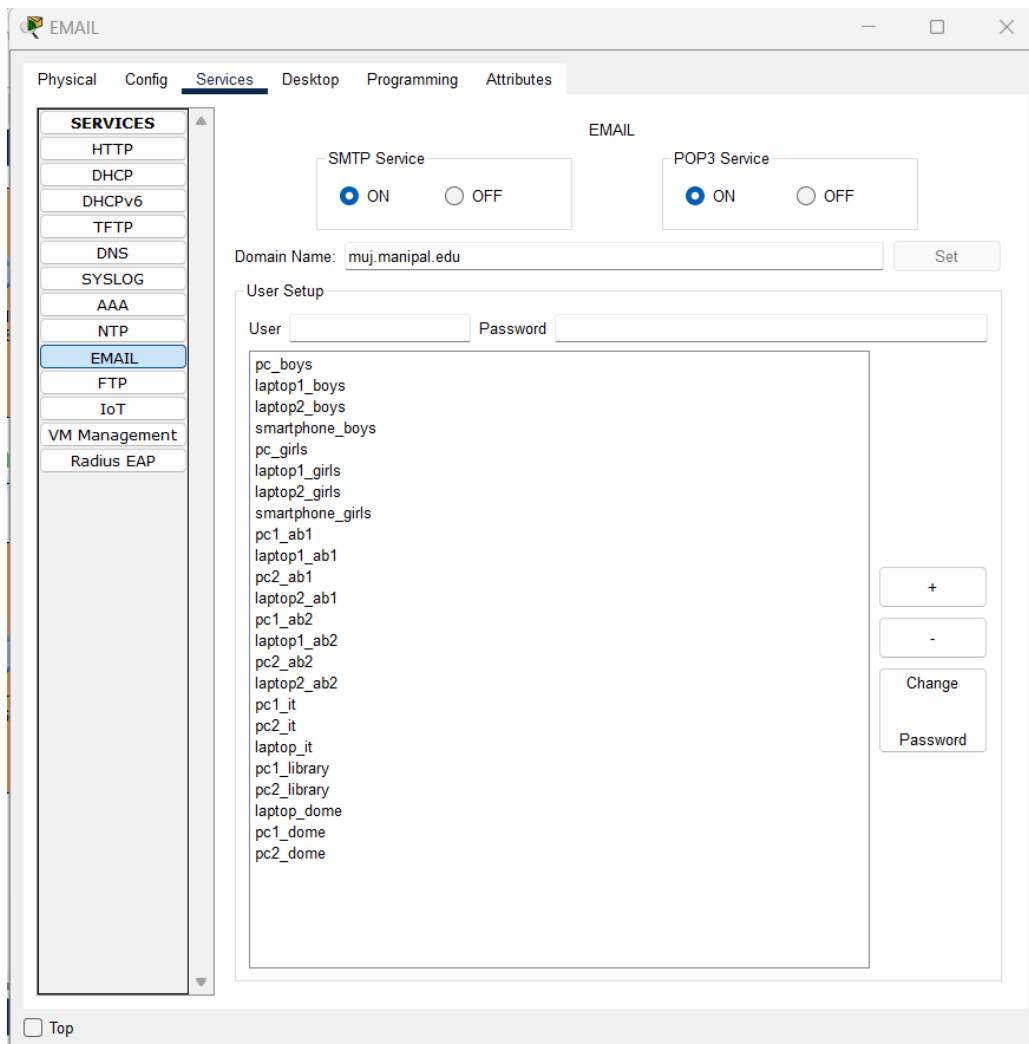 EMAIL
Physical Config Services Desktop Programming Attributes
SERVICES
HTTP
DHCP
DHCPv6
TFTP
DNS
SYSLOG
AAA
NTP
EMAIL
FTP
IoT
VM Management
Radius EAP
EMAIL
SMTP Service
ON OFF
POP3 Service
ON OFF
Domain Name: muj.manipal.edu Set
User Setup
User Password
pc_boys
laptop1_boys
laptop2_boys
smartphone_boys
pc_girls
laptop1_girls
laptop2_girls
smartphone_girls
pc1_ab1
laptop1_ab1
pc2_ab1
laptop2_ab1
pc1_ab2
laptop1_ab2
pc2_ab2
laptop2_ab2
pc1_it
pc2_it
laptop_it
pc1_library
pc2_library
laptop_dome
pc1_dome
pc2_dome
+
-
Change
Password
Top